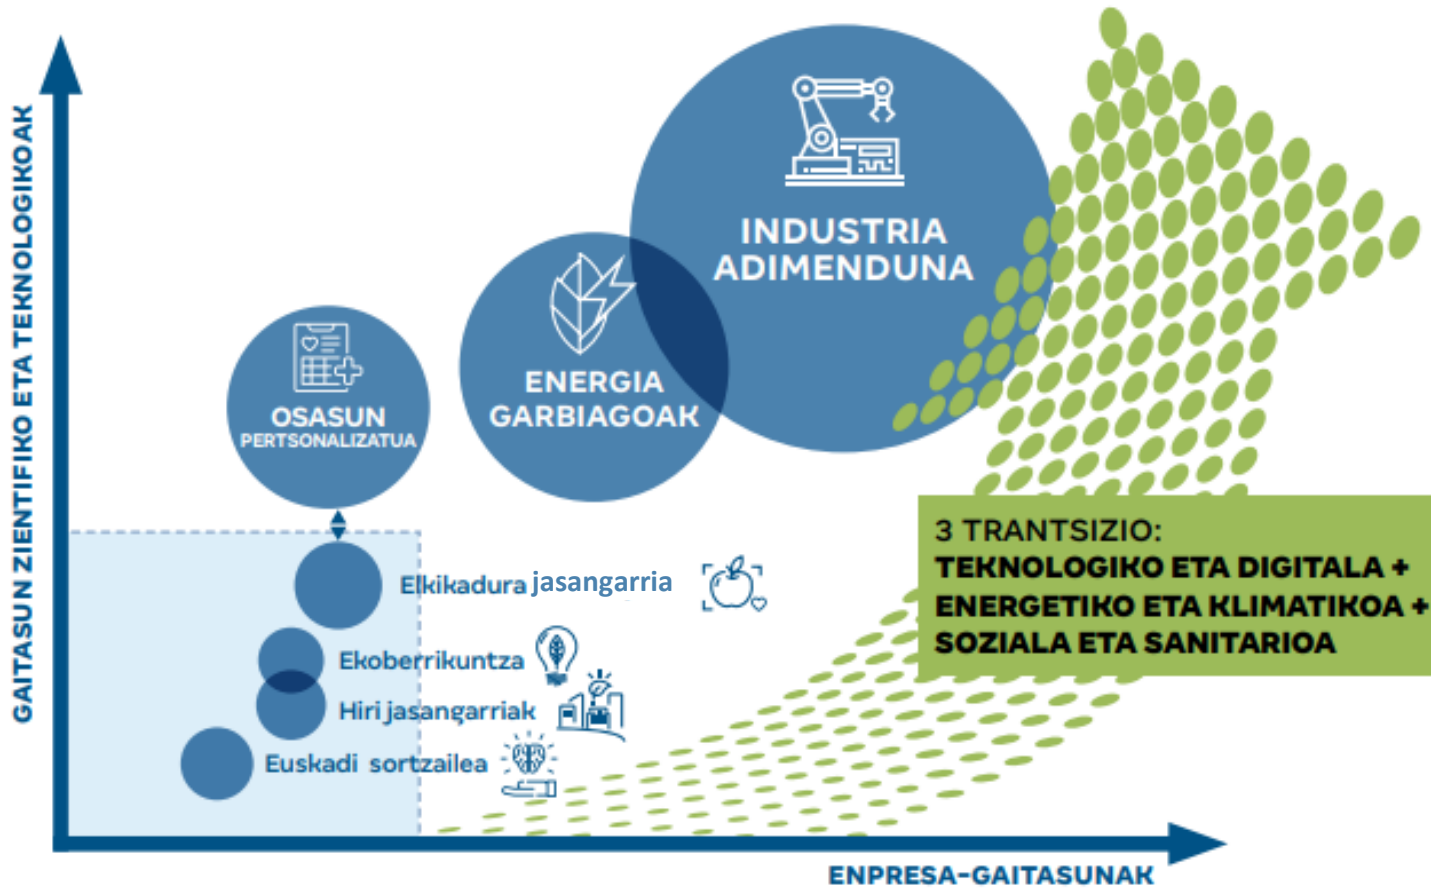 GAITASUN ZIENTIFIKO ETA TEKNOLOGIKOAK
INDUSTRIA
ADIMENDUNA
ENERGIA
GARBIAGOAK
OSASUN
PERTSONALIZATUA
3 TRANTSIZIO:
TEKNOLOGIKO ETA DIGITALA +
ENERGETIKO ETA KLIMATIKOA +
SOZIALA ETA SANITARIOA
Elkikadura jasangarria
Ekoberrikuntza
Hiri jasangarriak
Euskadi sortzailea
ENPRESA-GAITASUNAK